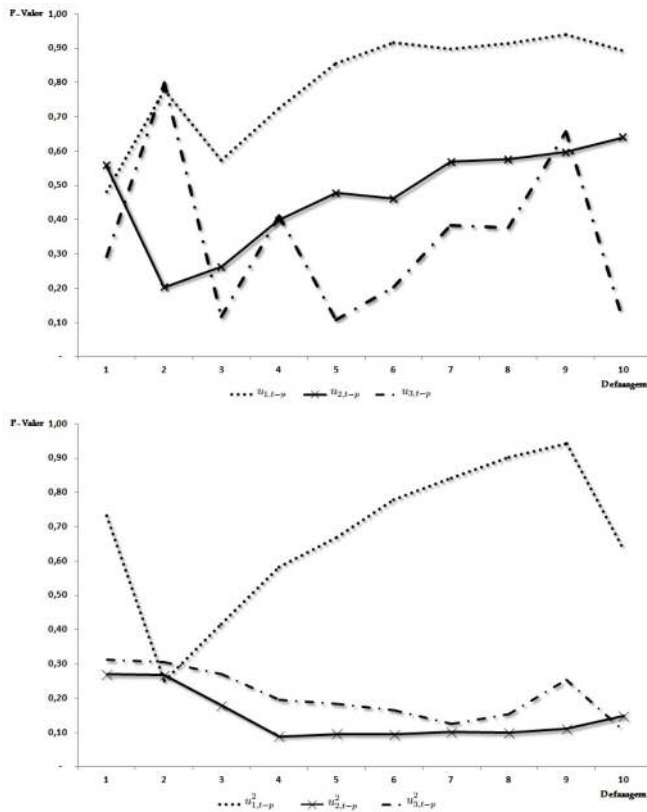 P-Valor 1,00
0,90
0,80
0,70
0,60
0,50
0,40
0,30
0,20
0,10
-
1 2 3 4 5 6 7 8 9 10
Defasagem
u1,t−p u2,t−p u3,t−p
P-Valor 1,00
0,90
0,80
0,70
0,60
0,50
0,40
0,30
0,20
0,10
-
1 2 3 4 5 6 7 8 9 10
Defasagem
u²1,t−p u²2,t−p u²3,t−p